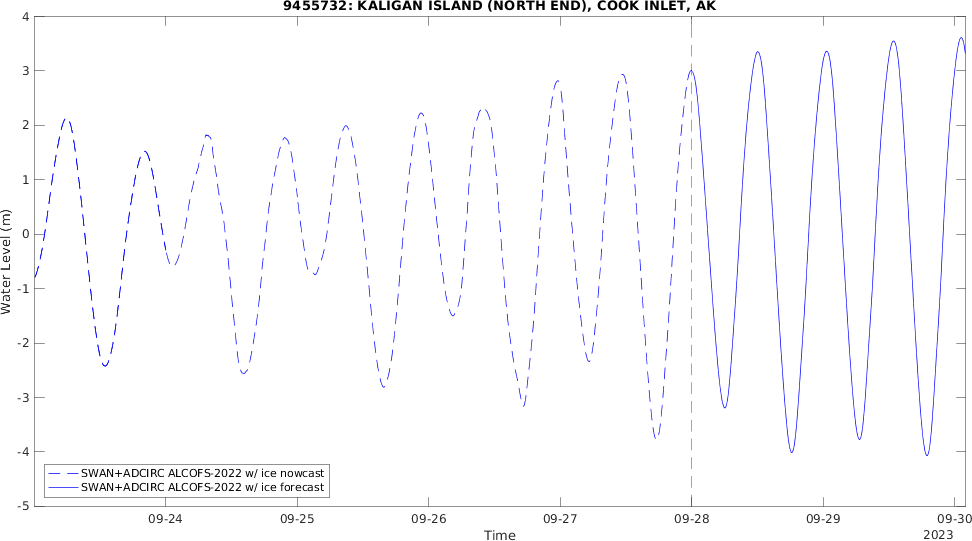 9455732: KALIGAN ISLAND (NORTH END), COOK INLET, AK
4
3
2
1
0
-1
-2
-3
-4
-5
Water Level (m)
SWAN+ADCIRC ALCOFS-2022 w/ ice nowcast
SWAN+ADCIRC ALCOFS-2022 w/ ice forecast
09-24 09-25 09-26 09-27 09-28 09-29 09-30
Time
2023